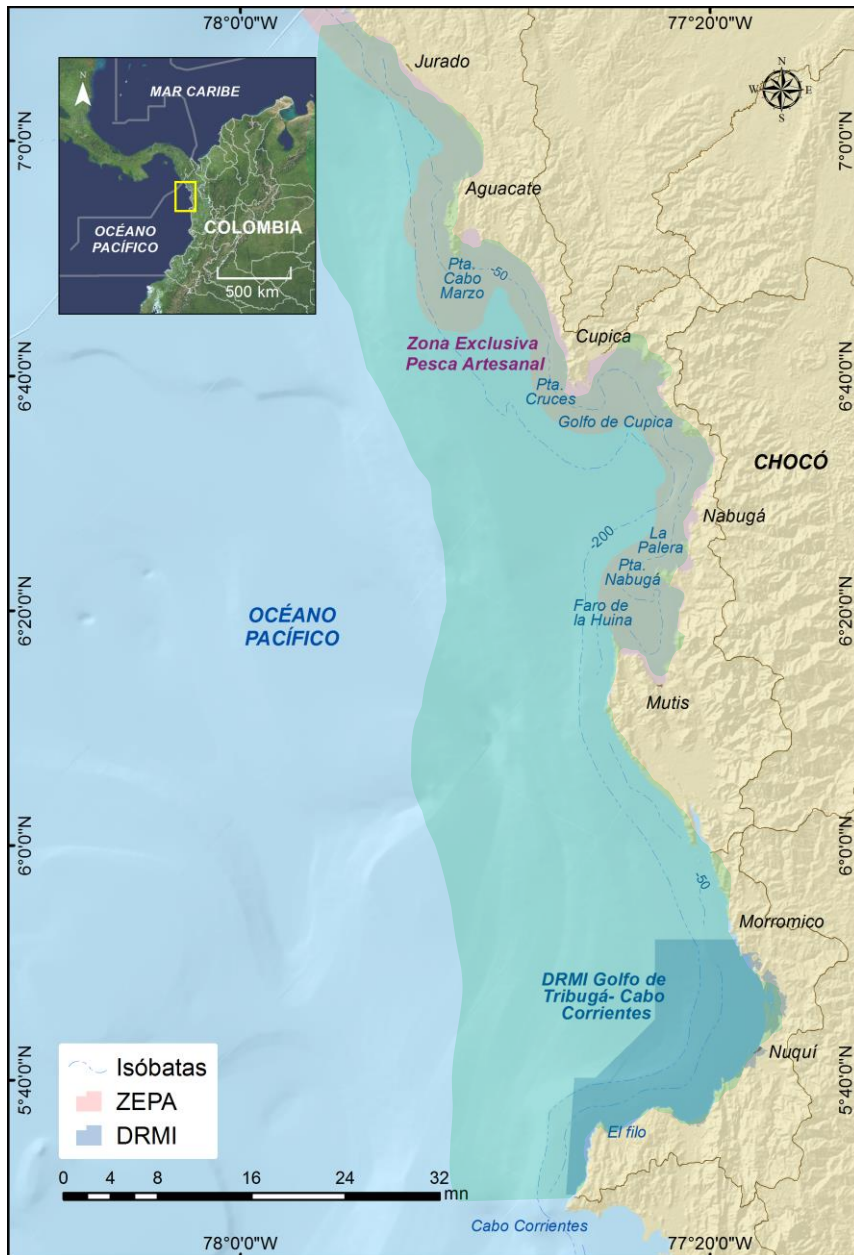 78°0'0"W
77°20'0"W
N
MAR CARIBE
OCÉANO
PACÍFICO
COLOMBIA
500 km
N
W
E
S
Jurado
7°0'0"N
7°0'0"N
Aguacate
Pta.
Cabo
Marzo
-50
Zona Exclusiva
Pesca Artesanal
Cupica
6°40'0"N
6°40'0"N
Pta.
Cruces
Golfo de Cupica
CHOCÓ
Nabugá
-200
La
Palera
Pta.
Nabugá
Faro de
la Huina
6°20'0"N
6°20'0"N
OCÉANO
PACÍFICO
Mutis
6°0'0"N
6°0'0"N
-50
Morromico
DRMI Golfo de
Tribugá- Cabo
Corrientes
Nuquí
5°40'0"N
5°40'0"N
Isóbatas
ZEPA
DRMI
El filo
0 4 8 16 24 32
mn
Cabo Corrientes
78°0'0"W
77°20'0"W